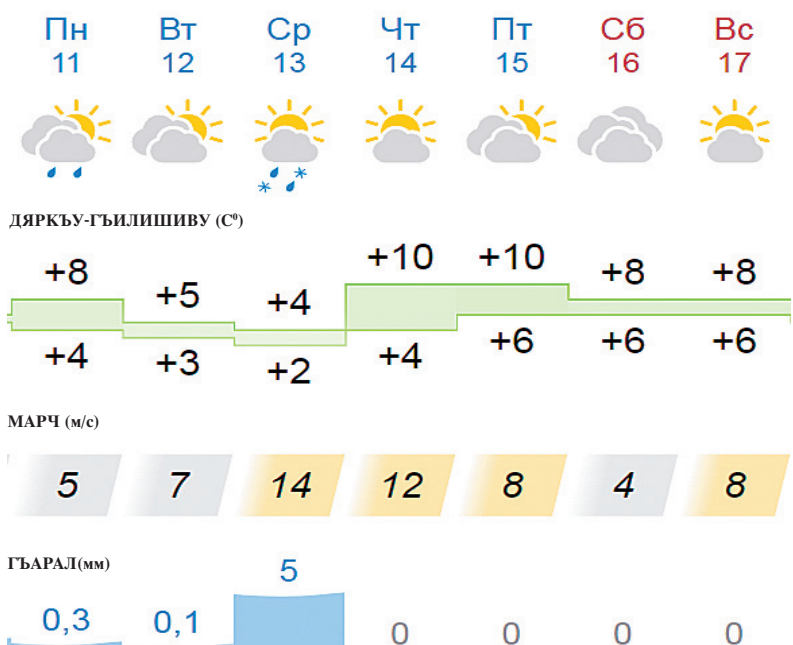 Пн Вт Ср Чт Пт Сб Вс
11 12 13 14 15 16 17
ДЯРКЪУ-ГЪИЛИШИВУ (С⁰)
+8 +5 +4 +10 +10 +8 +8
+4 +3 +2 +4 +6 +6 +6
МАРЧ (м/с)
5 7 14 12 8 4 8
ГЪАРАЛ(мм)
0,3 0,1 5 0 0 0 0